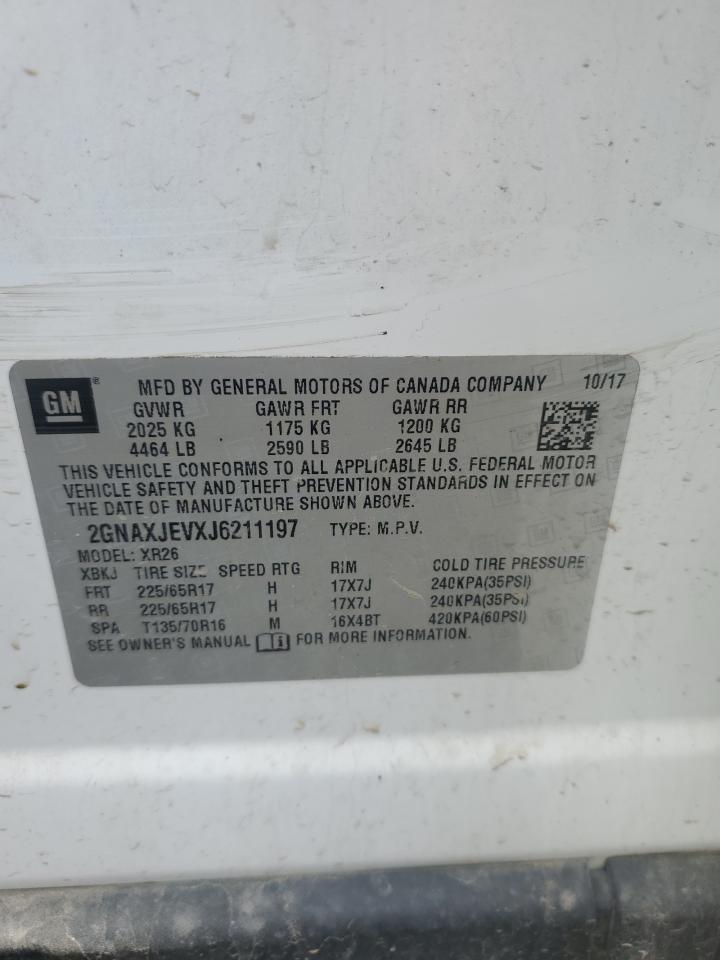 GM ® MFD BY GENERAL MOTORS OF CANADA COMPANY 10/17
GVWR GAWR FRT GAWR RR
2025 KG 1175 KG 1200 KG
4464 LB 2590 LB 2645 LB
THIS VEHICLE CONFORMS TO ALL APPLICABLE U.S. FEDERAL MOTOR
VEHICLE SAFETY AND THEFT PREVENTION STANDARDS IN EFFECT ON
THE DATE OF MANUFACTURE SHOWN ABOVE.
2GNAXJEVXJ6211197 TYPE: M.P.V.
MODEL: XR26
XBKJ TIRE SIZE SPEED RTG RIM COLD TIRE PRESSURE
FRT 225/65R17 H 17X7J 240KPA(35PSI)
RR 225/65R17 H 17X7J 240KPA(35PSI)
SPA T135/70R16 M 16X4BT 420KPA(60PSI)
SEE OWNER'S MANUAL FOR MORE INFORMATION.